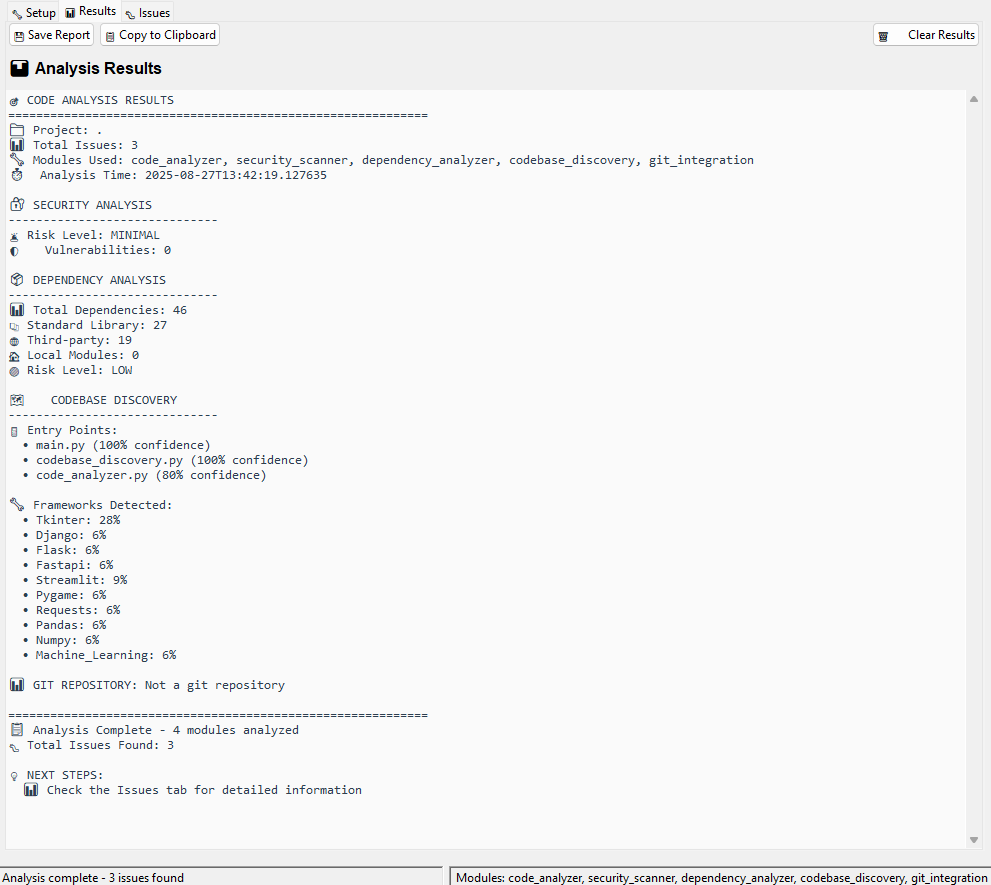 Setup
Results
Issues
Save Report
Copy to Clipboard
Clear Results
Analysis Results
CODE ANALYSIS RESULTS
============================================================
Project: .
Total Issues: 3
Modules Used: code_analyzer, security_scanner, dependency_analyzer, codebase_discovery, git_integration
Analysis Time: 2025-08-27T13:42:19.127635
SECURITY ANALYSIS
------------------------------
Risk Level: MINIMAL
Vulnerabilities: 0
DEPENDENCY ANALYSIS
------------------------------
Total Dependencies: 46
Standard Library: 27
Third-party: 19
Local Modules: 0
Risk Level: LOW
CODEBASE DISCOVERY
------------------------------
Entry Points:
• main.py (100% confidence)
• codebase_discovery.py (100% confidence)
• code_analyzer.py (80% confidence)
Frameworks Detected:
• Tkinter: 28%
• Django: 6%
• Flask: 6%
• Fastapi: 6%
• Streamlit: 9%
• Pygame: 6%
• Requests: 6%
• Pandas: 6%
• Numpy: 6%
• Machine_Learning: 6%
GIT REPOSITORY: Not a git repository
============================================================
Analysis Complete - 4 modules analyzed
Total Issues Found: 3
NEXT STEPS:
Check the Issues tab for detailed information
Analysis complete - 3 issues found
Modules: code_analyzer, security_scanner, dependency_analyzer, codebase_discovery, git_integration